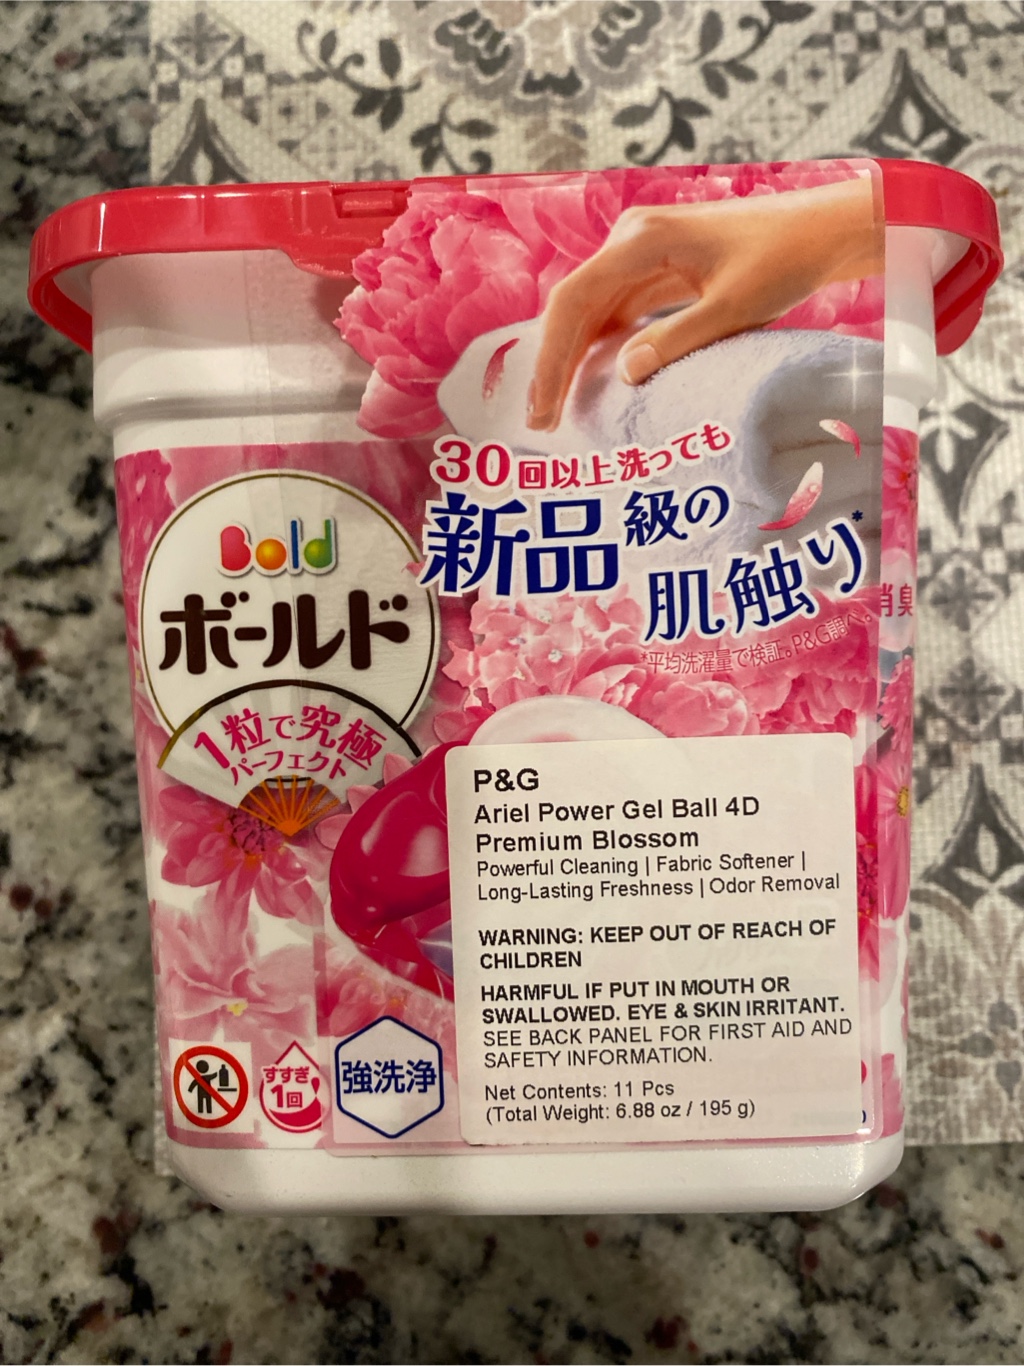 30回以上洗っても
新品級の
肌触り*
*平均洗濯量で検証。P&G調べ。
Bold
ボールド
1粒で究極
パーフェクト
消臭
P&G
Ariel Power Gel Ball 4D
Premium Blossom
Powerful Cleaning | Fabric Softener |
Long-Lasting Freshness | Odor Removal
WARNING: KEEP OUT OF REACH OF
CHILDREN
HARMFUL IF PUT IN MOUTH OR
SWALLOWED. EYE & SKIN IRRITANT.
SEE BACK PANEL FOR FIRST AID AND
SAFETY INFORMATION.
Net Contents: 11 Pcs
(Total Weight: 6.88 oz / 195 g)
すすぎ
1回
強洗浄